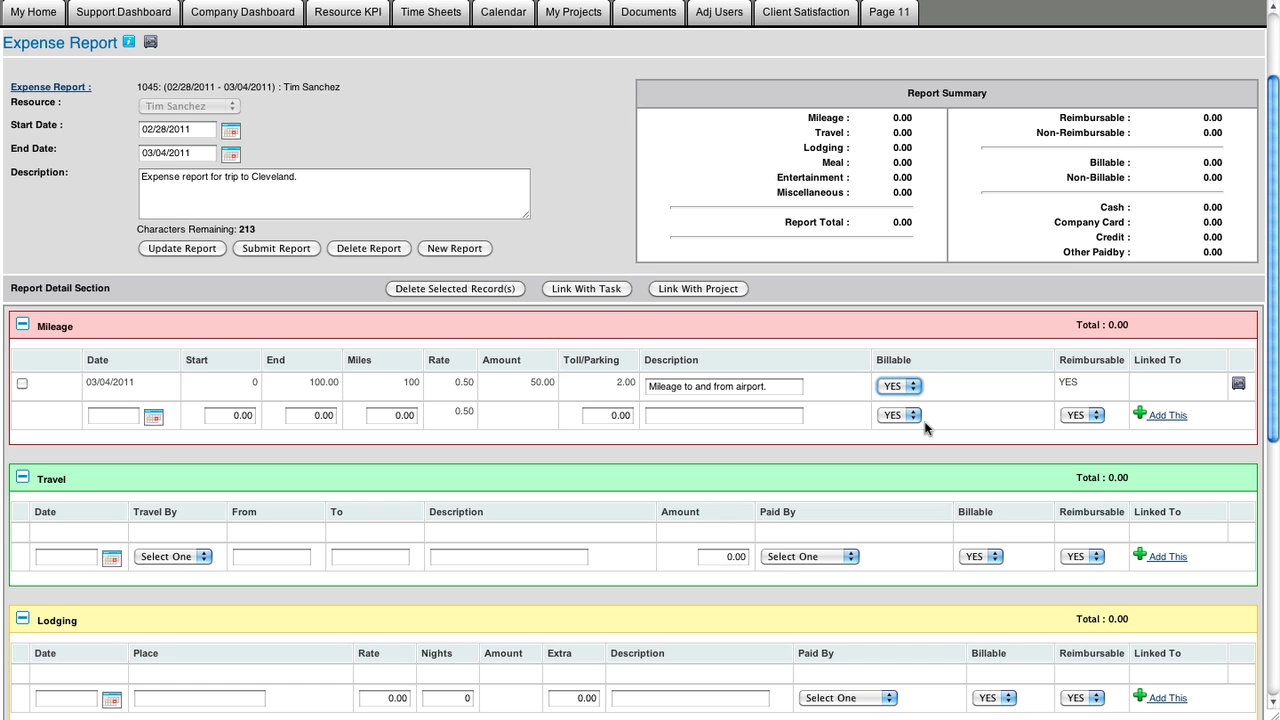 My Home Support Dashboard Company Dashboard Resource KPI Time Sheets Calendar My Projects Documents Adj Users Client Satisfaction Page 11
Expense Report
Expense Report : 1045: (02/28/2011 - 03/04/2011) : Tim Sanchez
Resource : Tim Sanchez
Start Date : 02/28/2011
End Date: 03/04/2011
Description: Expense report for trip to Cleveland.
Characters Remaining: 213
Update Report Submit Report Delete Report New Report
Report Summary
Mileage : 0.00
Travel : 0.00
Lodging : 0.00
Meal : 0.00
Entertainment : 0.00
Miscellaneous : 0.00
Report Total : 0.00
Reimbursable : 0.00
Non-Reimbursable : 0.00
Billable : 0.00
Non-Billable : 0.00
Cash : 0.00
Company Card : 0.00
Credit : 0.00
Other Paidby : 0.00
Report Detail Section Delete Selected Record(s) Link With Task Link With Project
Mileage Total : 0.00
Date Start End Miles Rate Amount Toll/Parking Description Billable Reimbursable Linked To
03/04/2011 0 100.00 100 0.50 50.00 2.00 Mileage to and from airport. YES YES
0.00 0.00 0.00 0.50 0.00 YES YES Add This
Travel Total : 0.00
Date Travel By From To Description Amount Paid By Billable Reimbursable Linked To
Select One 0.00 Select One YES YES Add This
Lodging Total : 0.00
Date Place Rate Nights Amount Extra Description Paid By Billable Reimbursable Linked To
0.00 0 0.00 Select One YES YES Add This